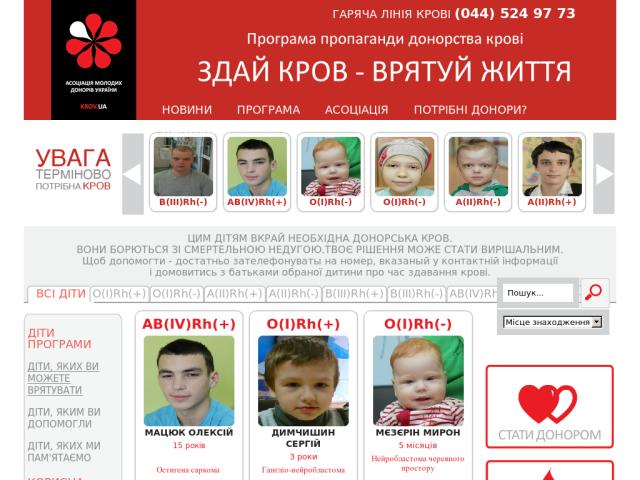 ГАРЯЧА ЛІНІЯ КРОВІ (044) 524 97 73
Програма пропаганди донорства крові
ЗДАЙ КРОВ - ВРЯТУЙ ЖИТТЯ
АСОЦІАЦІЯ МОЛОДИХ
ДОНОРІВ УКРАЇНИ
KROV.UA
НОВИНИ ПРОГРАМА АСОЦІАЦІЯ ПОТРІБНІ ДОНОРИ?
УВАГА
ТЕРМІНОВО
ПОТРІБНА КРОВ
B(III)Rh(-) AB(IV)Rh(-) O(I)Rh(-) O(I)Rh(-) A(II)Rh(-) A(II)Rh(+)
ЦИМ ДІТЯМ ВКРАЙ НЕОБХІДНА ДОНОРСЬКА КРОВ.
ВОНИ БОРЮТЬСЯ ЗІ СМЕРТЕЛЬНОЮ НЕДУГОЮ.ТВОЄ РІШЕННЯ МОЖЕ СТАТИ ВИРІШАЛЬНИМ.
Щоб допомогти - достатньо зателефонуваты на номер, вказаный у контактній інформації
і домовитись з батьками обраної дитини про час здавання крові.
ВСІ ДІТИ O(I)Rh(+) O(I)Rh(-) A(II)Rh(+) A(II)Rh(-) B(III)Rh(+) B(III)Rh(-) AB(IV)Rh(
Пошук...
Місце знаходження
ДІТИ
ПРОГРАМИ
ДІТИ, ЯКИХ ВИ
МОЖЕТЕ
ВРЯТУВАТИ
ДІТИ, ЯКИМ ВИ
ДОПОМОГЛИ
ДІТИ, ЯКИХ МИ
ПАМ'ЯТАЄМО
КОРИСНА
AB(IV)Rh(+)
МАЦЮК ОЛЕКСІЙ
15 років
Остигена саркома
O(I)Rh(+)
ДИМЧИШИН
СЕРГІЙ
3 роки
Гангліо-нейробластома
O(I)Rh(-)
МЄЗЄРІН МИРОН
5 місяців
Нейробластома черевного
простору
СТАТИ ДОНОРОМ